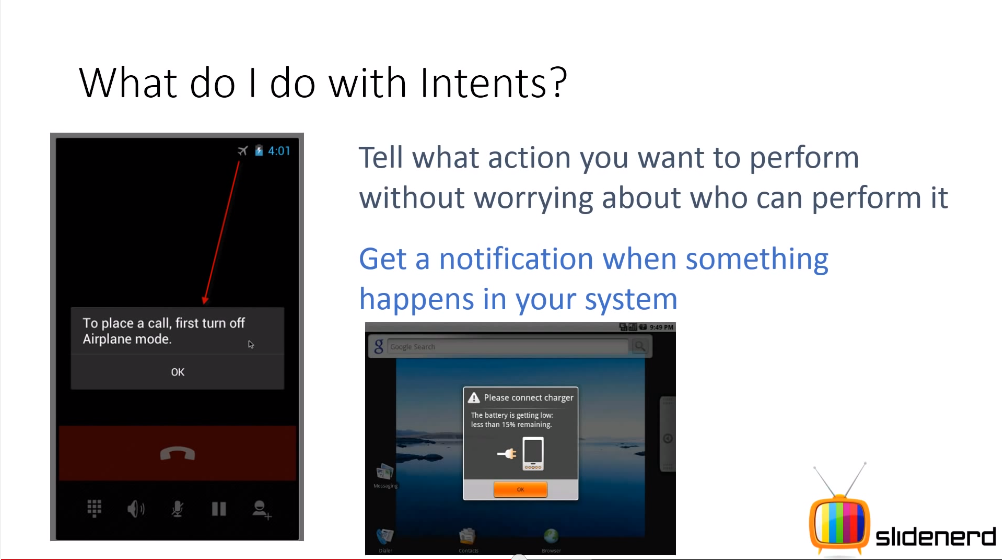 What do I do with Intents?
4:01
To place a call, first turn off
Airplane mode.
OK
Tell what action you want to perform
without worrying about who can perform it
Get a notification when something
happens in your system
9:49 PM
g Google Search
Please connect charger
The battery is getting low:
less than 15% remaining.
OK
Messaging
Dialer
Contacts
Browser
slidenerd